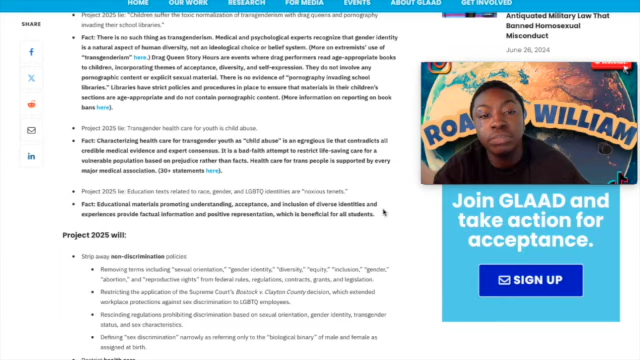 HOME OUR WORK RESEARCH FOR MEDIA EVENTS ABOUT GLAAD GET INVOLVED
SHARE
Project 2025 lie: "Children suffer the toxic normalization of transgenderism with drag queens and pornography
invading their school libraries."
Fact: There is no such thing as transgenderism. Medical and psychological experts recognize that gender identity
is a natural aspect of human diversity, not an ideological choice or belief system. (More on extremists' use of
"transgenderism" here.) Drag Queen Story Hours are events where drag performers read age-appropriate books
to children, incorporating themes of acceptance, diversity, and self-expression. They do not involve any
pornographic content or explicit sexual material. There is no evidence of "pornography invading school
libraries." Libraries have strict policies and procedures in place to ensure that materials in their children's
sections are age-appropriate and do not contain pornographic content. (More information on reporting on book
bans here).
Project 2025 lie: Transgender health care for youth is child abuse.
Fact: Characterizing health care for transgender youth as "child abuse" is an egregious lie that contradicts all
credible medical evidence and expert consensus. It is a bad-faith attempt to restrict life-saving care for a
vulnerable population based on prejudice rather than facts. Health care for trans people is supported by every
major medical association. (30+ statements here).
Project 2025 lie: Education texts related to race, gender, and LGBTQ identities are "noxious tenets."
Fact: Educational materials promoting understanding, acceptance, and inclusion of diverse identities and
experiences provide factual information and positive representation, which is beneficial for all students.
Project 2025 will:
Strip away non-discrimination policies
Removing terms including "sexual orientation," "gender identity," "diversity," "equity," "inclusion," "gender,"
"abortion," and "reproductive rights" from federal rules, regulations, contracts, grants, and legislation.
Restricting the application of the Supreme Court's Bostock v. Clayton County decision, which extended
workplace protections against sex discrimination to LGBTQ employees.
Rescinding regulations prohibiting discrimination based on sexual orientation, gender identity, transgender
status, and sex characteristics.
Defining "sex discrimination" narrowly as referring only to the "biological binary" of male and female as
assigned at birth.
Antiquated Military Law That
Banned Homosexual
Misconduct
June 26, 2024
WILLIAM
Join GLAAD and
take action for
acceptance.
SIGN UP